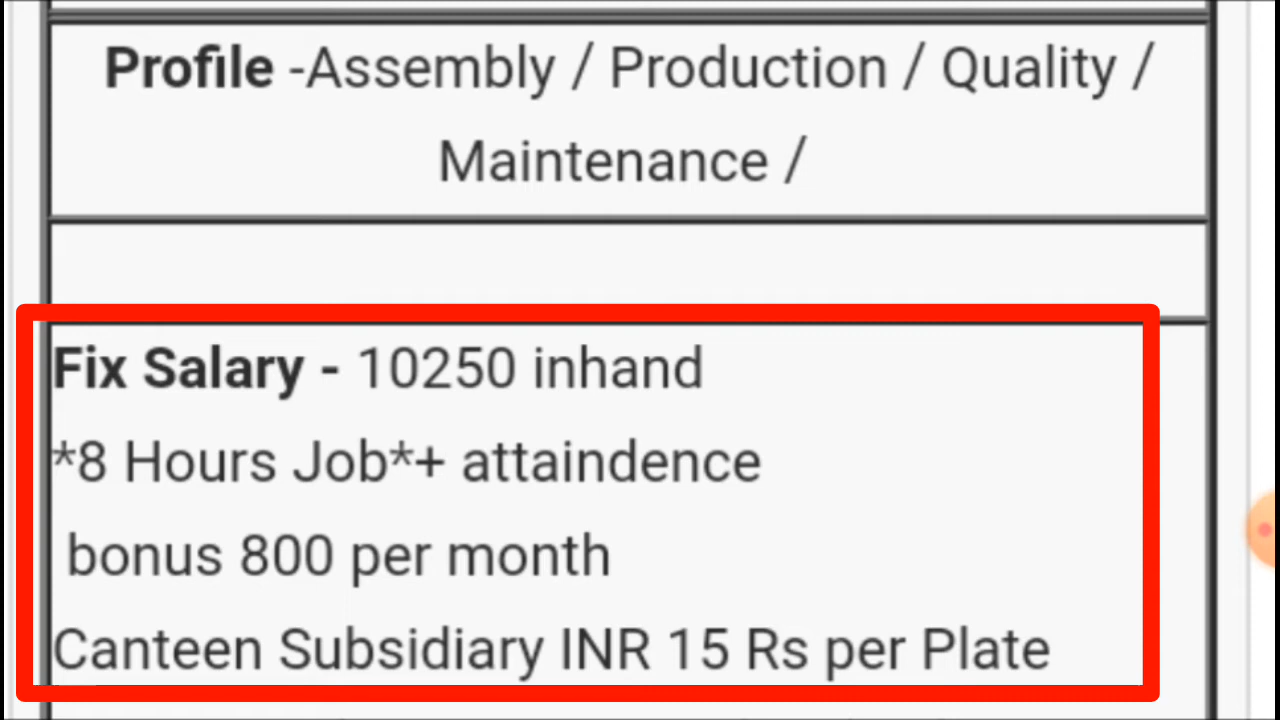 Profile -Assembly / Production / Quality /
Maintenance /
Fix Salary - 10250 inhand
*8 Hours Job*+ attaindence
bonus 800 per month
Canteen Subsidiary INR 15 Rs per Plate